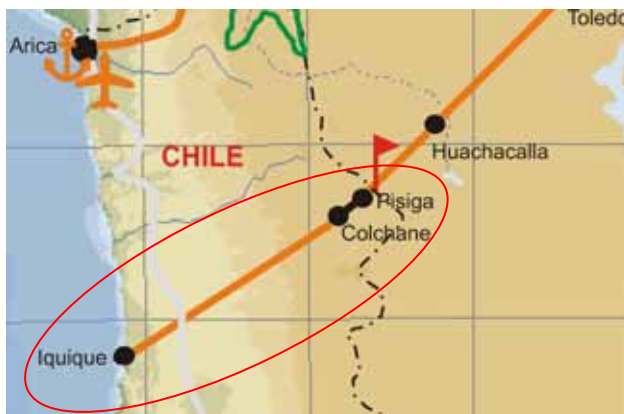 Toledo
Arica
Huachacalla
CHILE
Pisiga
Colchane
Iquique